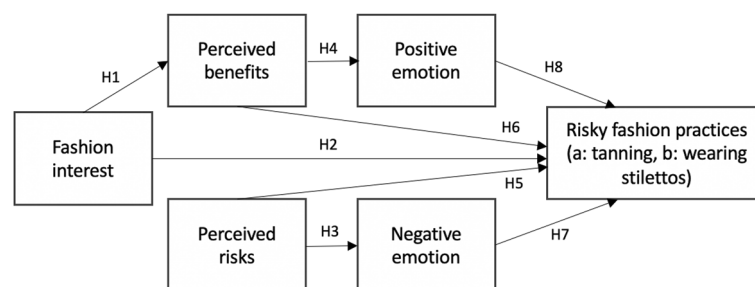 Perceived
benefits
H4
Positive
emotion
H1
H8
Fashion
interest
H6
H2
Risky fashion practices
(a: tanning, b: wearing
stilettos)
H5
Perceived
risks
H3
Negative
emotion
H7